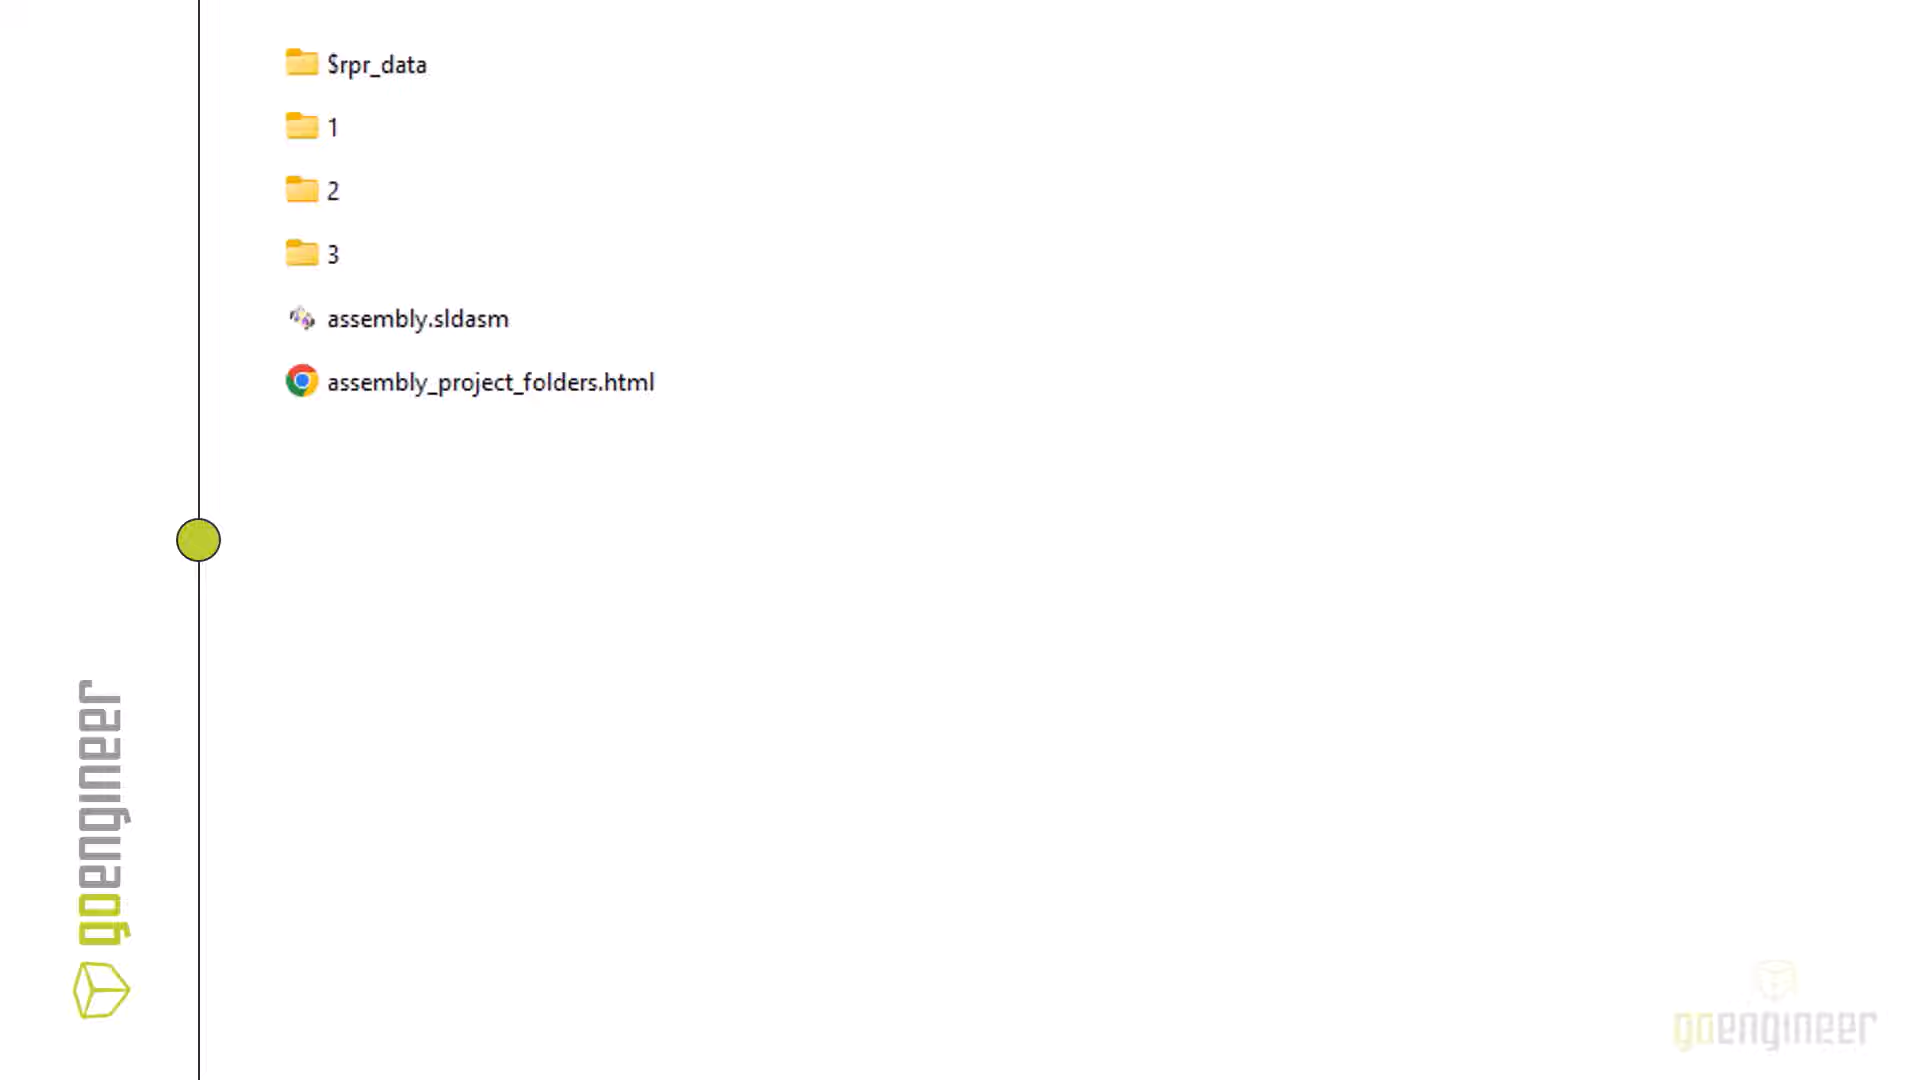 $rpr_data
1
2
3
assembly.sldasm
assembly_project_folders.html
goengineer
goengineer